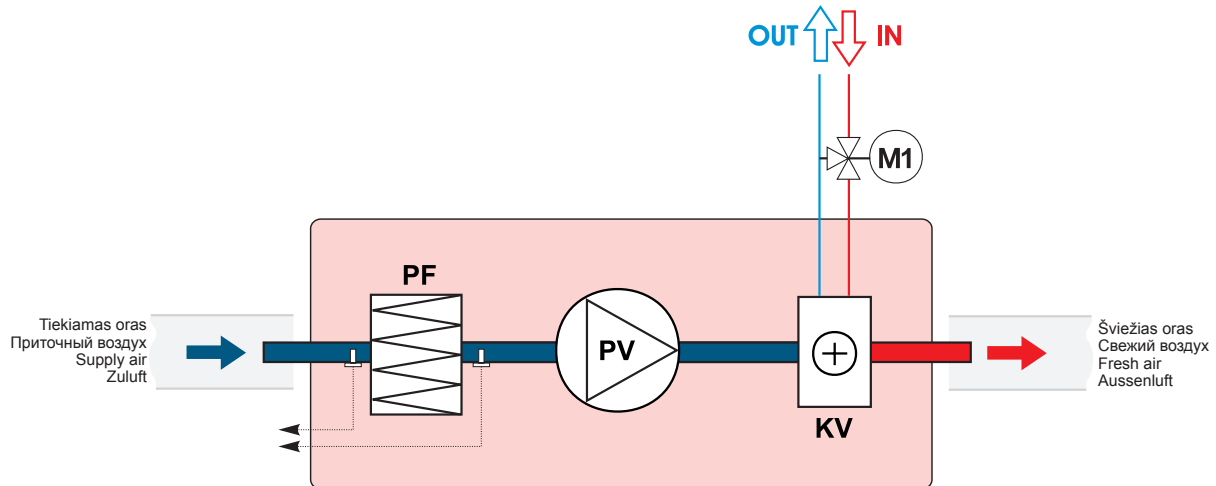 OUT IN
M1
PF
Tiekiamas oras
Приточный воздух
Supply air
Zuluft
PV
Šviežias oras
Свежий воздух
Fresh air
Aussenluft
KV